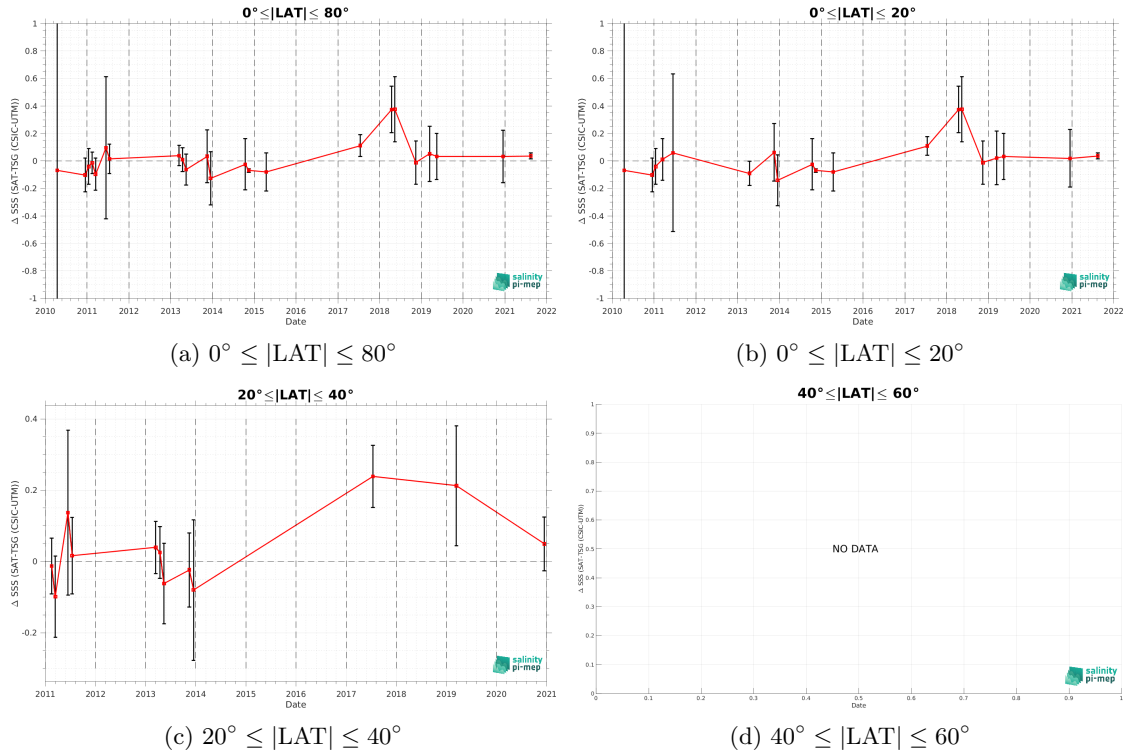 0°≤|LAT|≤ 80°
Δ SSS (SAT-TSG (CSIC-UTM))
1
0.8
0.6
0.4
0.2
0
-0.2
-0.4
-0.6
-0.8
-1
2010 2011 2012 2013 2014 2015 2016 2017 2018 2019 2020 2021 2022
Date
salinity
pi-mep
(a) 0° ≤ |LAT| ≤ 80°
0°≤|LAT|≤ 20°
Δ SSS (SAT-TSG (CSIC-UTM))
1
0.8
0.6
0.4
0.2
0
-0.2
-0.4
-0.6
-0.8
-1
2010 2011 2012 2013 2014 2015 2016 2017 2018 2019 2020 2021 2022
Date
salinity
pi-mep
(b) 0° ≤ |LAT| ≤ 20°
20°≤|LAT|≤ 40°
Δ SSS (SAT-TSG (CSIC-UTM))
0.4
0.2
0
-0.2
2011 2012 2013 2014 2015 2016 2017 2018 2019 2020 2021
Date
salinity
pi-mep
(c) 20° ≤ |LAT| ≤ 40°
40°≤|LAT|≤ 60°
Δ SSS (SAT-TSG (CSIC-UTM))
1
0.9
0.8
0.7
0.6
0.5
0.4
0.3
0.2
0.1
0
NO DATA
0 0.1 0.2 0.3 0.4 0.5 0.6 0.7 0.8 0.9 1
Date
salinity
pi-mep
(d) 40° ≤ |LAT| ≤ 60°